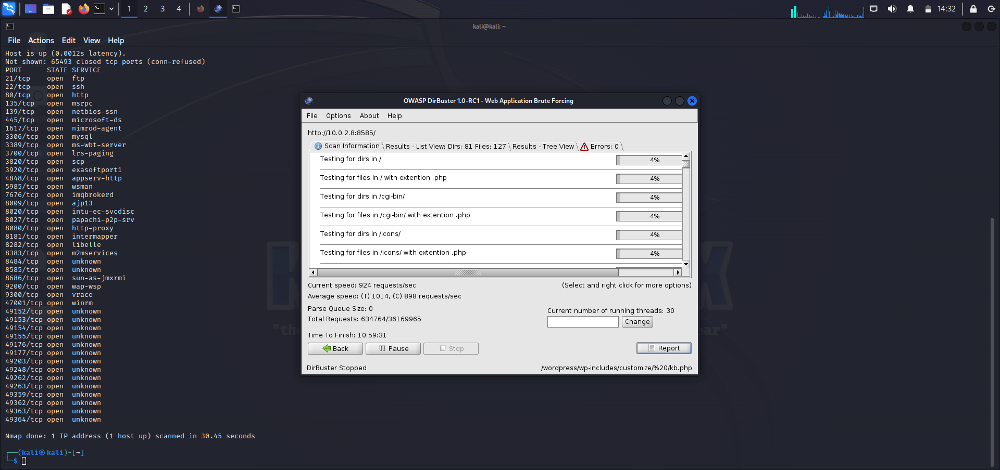 1 2 3 4
14:32
kali@kali: ~
File Actions Edit View Help
Host is up (0.0012s latency).
Not shown: 65493 closed tcp ports (conn-refused)
PORT STATE SERVICE
21/tcp open ftp
22/tcp open ssh
80/tcp open http
135/tcp open msrpc
139/tcp open netbios-ssn
445/tcp open microsoft-ds
1617/tcp open nimrod-agent
3306/tcp open mysql
3389/tcp open ms-wbt-server
3700/tcp open lrs-paging
3820/tcp open scp
3920/tcp open exasoftport1
4848/tcp open appserv-http
5985/tcp open wsman
7676/tcp open imqbrokerd
8009/tcp open ajp13
8020/tcp open intu-ec-svcdisc
8027/tcp open papachi-p2p-srv
8080/tcp open http-proxy
8181/tcp open intermapper
8282/tcp open libelle
8383/tcp open m2mservices
8484/tcp open unknown
8585/tcp open unknown
8686/tcp open sun-as-jmxrmi
9200/tcp open wap-wsp
9300/tcp open vrace
47001/tcp open winrm
49152/tcp open unknown
49153/tcp open unknown
49154/tcp open unknown
49155/tcp open unknown
49176/tcp open unknown
49177/tcp open unknown
49203/tcp open unknown
49248/tcp open unknown
49262/tcp open unknown
49263/tcp open unknown
49359/tcp open unknown
49362/tcp open unknown
49363/tcp open unknown
49364/tcp open unknown
Nmap done: 1 IP address (1 host up) scanned in 30.45 seconds
┌──(kali㉿kali)-[~]
└─$
OWASP DirBuster 1.0-RC1 - Web Application Brute Forcing
File Options About Help
http://10.0.2.8:8585/
Scan Information Results - List View: Dirs: 81 Files: 127 Results - Tree View Errors: 0
Testing for dirs in / 4%
Testing for files in / with extention .php 4%
Testing for dirs in /cgi-bin/ 4%
Testing for files in /cgi-bin/ with extention .php 4%
Testing for dirs in /icons/ 4%
Testing for files in /icons/ with extention .php 4%
Current speed: 924 requests/sec (Select and right click for more options)
Average speed: (T) 1014, (C) 898 requests/sec
Parse Queue Size: 0
Current number of running threads: 30
Total Requests: 634764/36169965
Change
Time To Finish: 10:59:31
Back Pause Stop Report
DirBuster Stopped /wordpress/wp-includes/customize/%20/kb.php